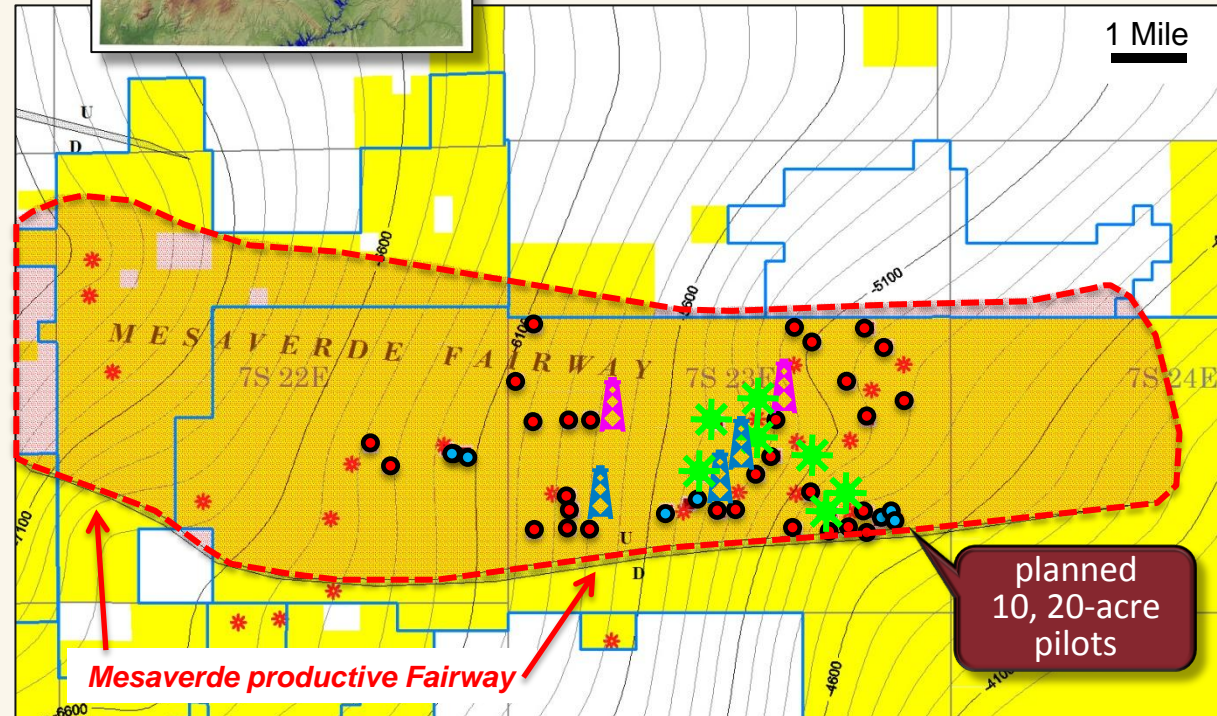 1 Mile
U
D
-5600
-5100
-5600
-6100
MESAVERDE FAIRWAY
7S 22E
7S 23E
7S 24E
-7100
U
D
planned
10, 20-acre
pilots
Mesaverde productive Fairway
-4600
-4100
-6600